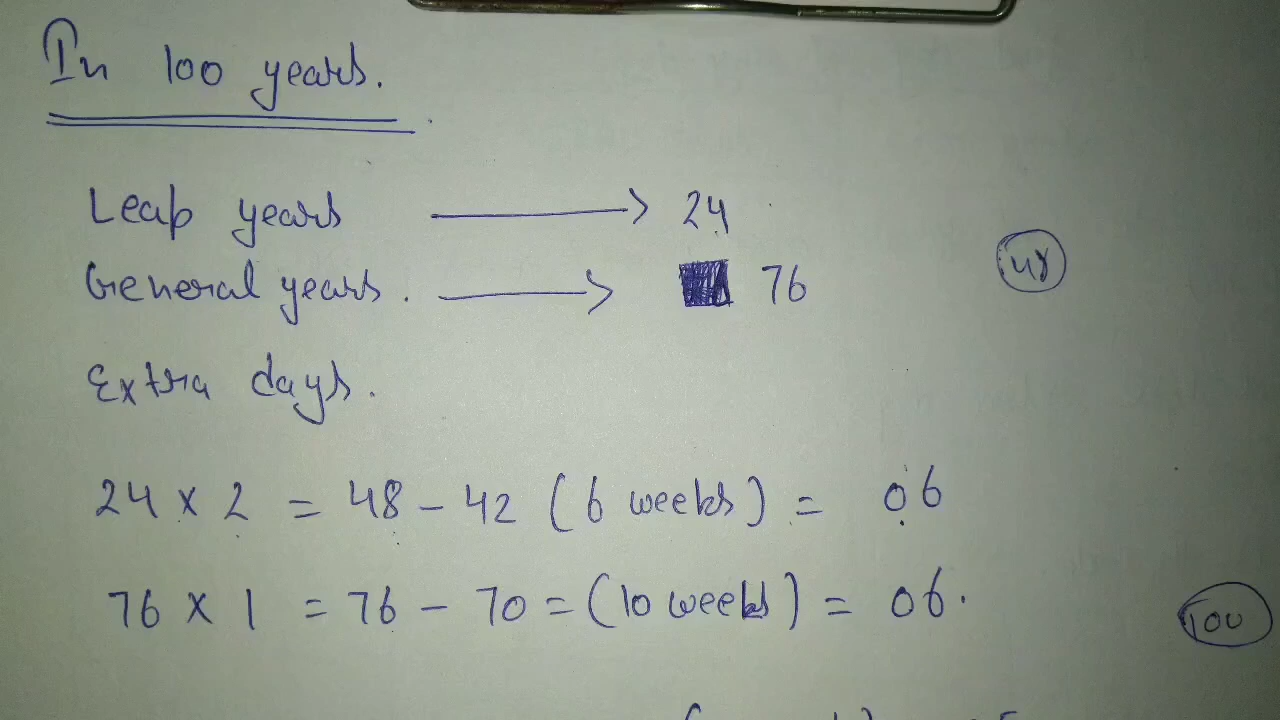 In 100 years.
Leap years → 24
General years. → 76
48
Extra days.
24 x 2 = 48 - 42 (6 weeks) = 06
76 x 1 = 76 - 70 = (10 weeks) = 06.
100